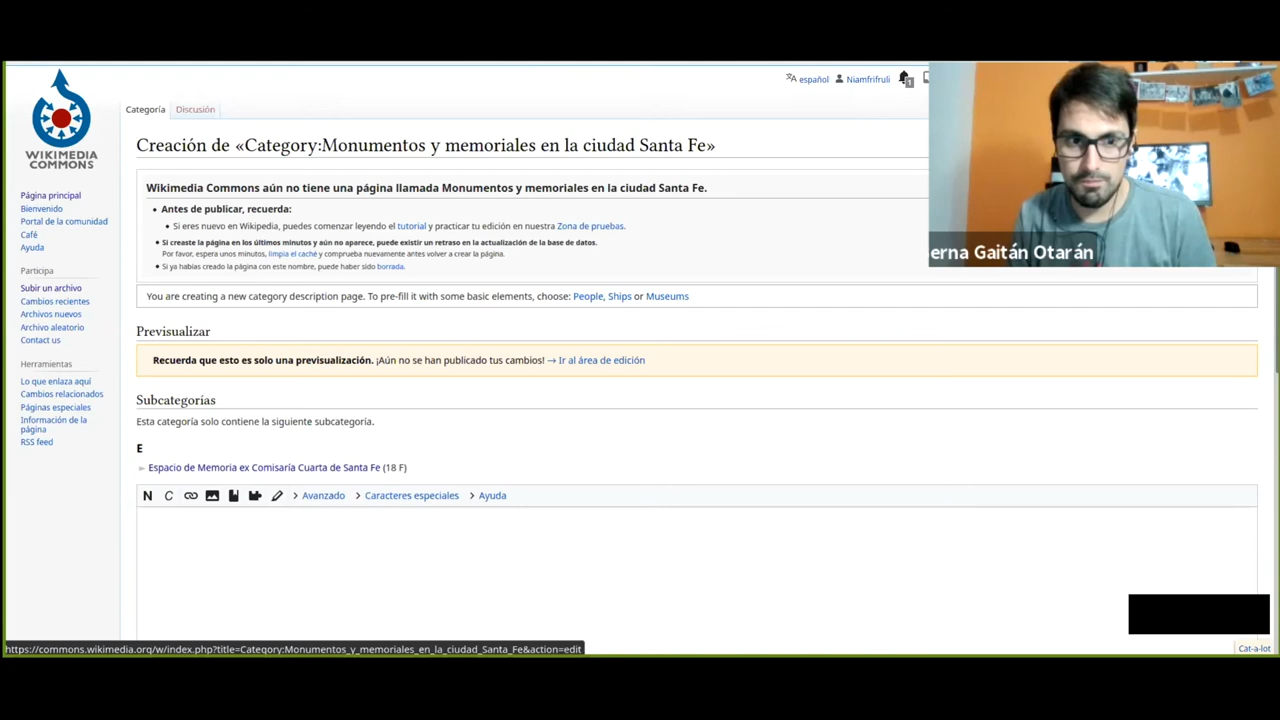 español Niamfrifruli 1
WIKIMEDIA
COMMONS
Categoría Discusión
Creación de «Category:Monumentos y memoriales en la ciudad Santa Fe»
Wikimedia Commons aún no tiene una página llamada Monumentos y memoriales en la ciudad Santa Fe.
• Antes de publicar, recuerda:
• Si eres nuevo en Wikipedia, puedes comenzar leyendo el tutorial y practicar tu edición en nuestra Zona de pruebas.
• Si creaste la página en los últimos minutos y aún no aparece, puede existir un retraso en la actualización de la base de datos.
Por favor, espera unos minutos, limpia el caché y comprueba nuevamente antes de volver a crear la página.
• Si ya habías creado la página con este nombre, puede haber sido borrada.
You are creating a new category description page. To pre-fill it with some basic elements, choose: People, Ships or Museums
Previsualizar
Recuerda que esto es solo una previsualización. ¡Aún no se han publicado tus cambios! → Ir al área de edición
Subcategorías
Esta categoría solo contiene la siguiente subcategoría.
E
► Espacio de Memoria ex Comisaría Cuarta de Santa Fe (18 F)
N C Avanzado Caracteres especiales Ayuda
Página principal
Bienvenido
Portal de la comunidad
Café
Ayuda
Participa
Subir un archivo
Cambios recientes
Archivos nuevos
Archivo aleatorio
Contact us
Herramientas
Lo que enlaza aquí
Cambios relacionados
Páginas especiales
Información de la
página
RSS feed
erna Gaitán Otarán
https://commons.wikimedia.org/w/index.php?title=Category:Monumentos_y_memoriales_en_la_ciudad_Santa_Fe&action=edit
Cat-a-lot